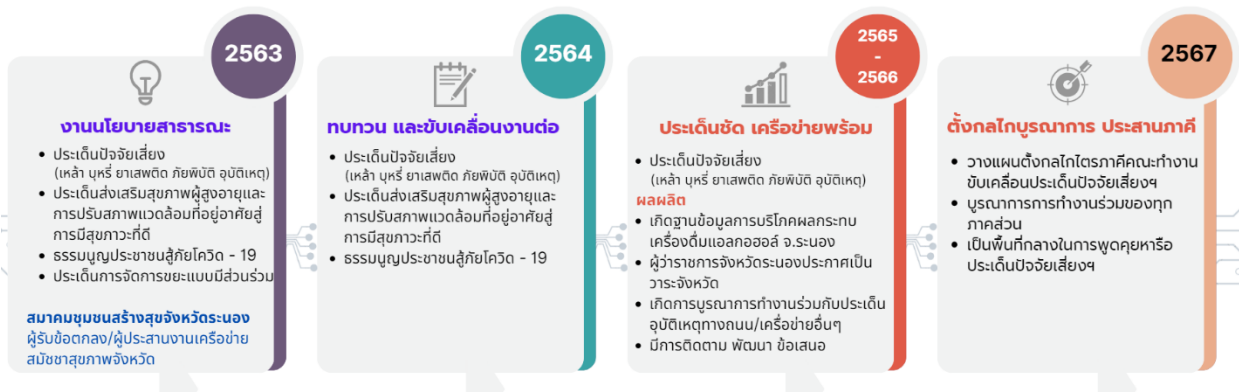 2563
งานนโยบายสาธารณะ
• ประเด็นปัจจัยเสี่ยง
(เหล้า บุหรี่ ยาเสพติด ภัยพิบัติ อุบัติเหตุ)
• ประเด็นส่งเสริมสุขภาพผู้สูงอายุและ
การปรับสภาพแวดล้อมที่อยู่อาศัยสู่
การมีสุขภาวะที่ดี
• ธรรมนูญประชาชนสู้ภัยโควิด - 19
• ประเด็นการจัดการขยะแบบมีส่วนร่วม
สมาคมชุมชนสร้างสุขจังหวัดระนอง
ผู้รับข้อตกลง/ผู้ประสานงานเครือข่าย
สมัชชาสุขภาพจังหวัด
2564
ทบทวน และขับเคลื่อนงานต่อ
• ประเด็นปัจจัยเสี่ยง
(เหล้า บุหรี่ ยาเสพติด ภัยพิบัติ อุบัติเหตุ)
• ประเด็นส่งเสริมสุขภาพผู้สูงอายุและ
การปรับสภาพแวดล้อมที่อยู่อาศัยสู่
การมีสุขภาวะที่ดี
• ธรรมนูญประชาชนสู้ภัยโควิด - 19
2565
-
2566
ประเด็นชัด เครือข่ายพร้อม
• ประเด็นปัจจัยเสี่ยง
(เหล้า บุหรี่ ยาเสพติด ภัยพิบัติ อุบัติเหตุ)
ผลผลิต
• เกิดฐานข้อมูลการบริโภคผลกระทบ
เครื่องดื่มแอลกอฮอล์ จ.ระนอง
• ผู้ว่าราชการจังหวัดระนองประกาศเป็น
วาระจังหวัด
• เกิดการบูรณาการทำงานร่วมกับประเด็น
อุบัติเหตุทางถนน/เครือข่ายอื่นๆ
• มีการติดตาม พัฒนา ข้อเสนอ
2567
ตั้งกลไกบูรณาการ ประสานภาคี
• วางแผนตั้งกลไกไตรภาคีคณะทำงาน
ขับเคลื่อนประเด็นปัจจัยเสี่ยงฯ
• บูรณาการการทำงานร่วมของทุก
ภาคส่วน
• เป็นพื้นที่กลางในการพูดคุยหารือ
ประเด็นปัจจัยเสี่ยงฯ